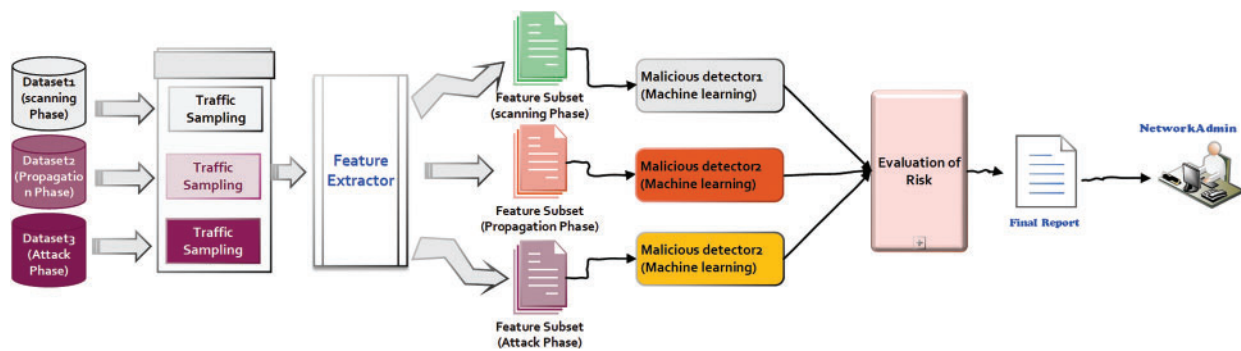 Dataset1
(scanning
Phase)
Dataset2
(Propagatio
n Phase)
Dataset3
(Attack
Phase)
Traffic
Sampling
Traffic
Sampling
Traffic
Sampling
Feature
Extractor
Feature Subset
(scanning Phase)
Feature Subset
(Propagation Phase)
Feature Subset
(Attack Phase)
Malicious detector1
(Machine learning)
Malicious detector2
(Machine learning)
Malicious detector2
(Machine learning)
Evaluation of
Risk
Final Report
NetworkAdmin